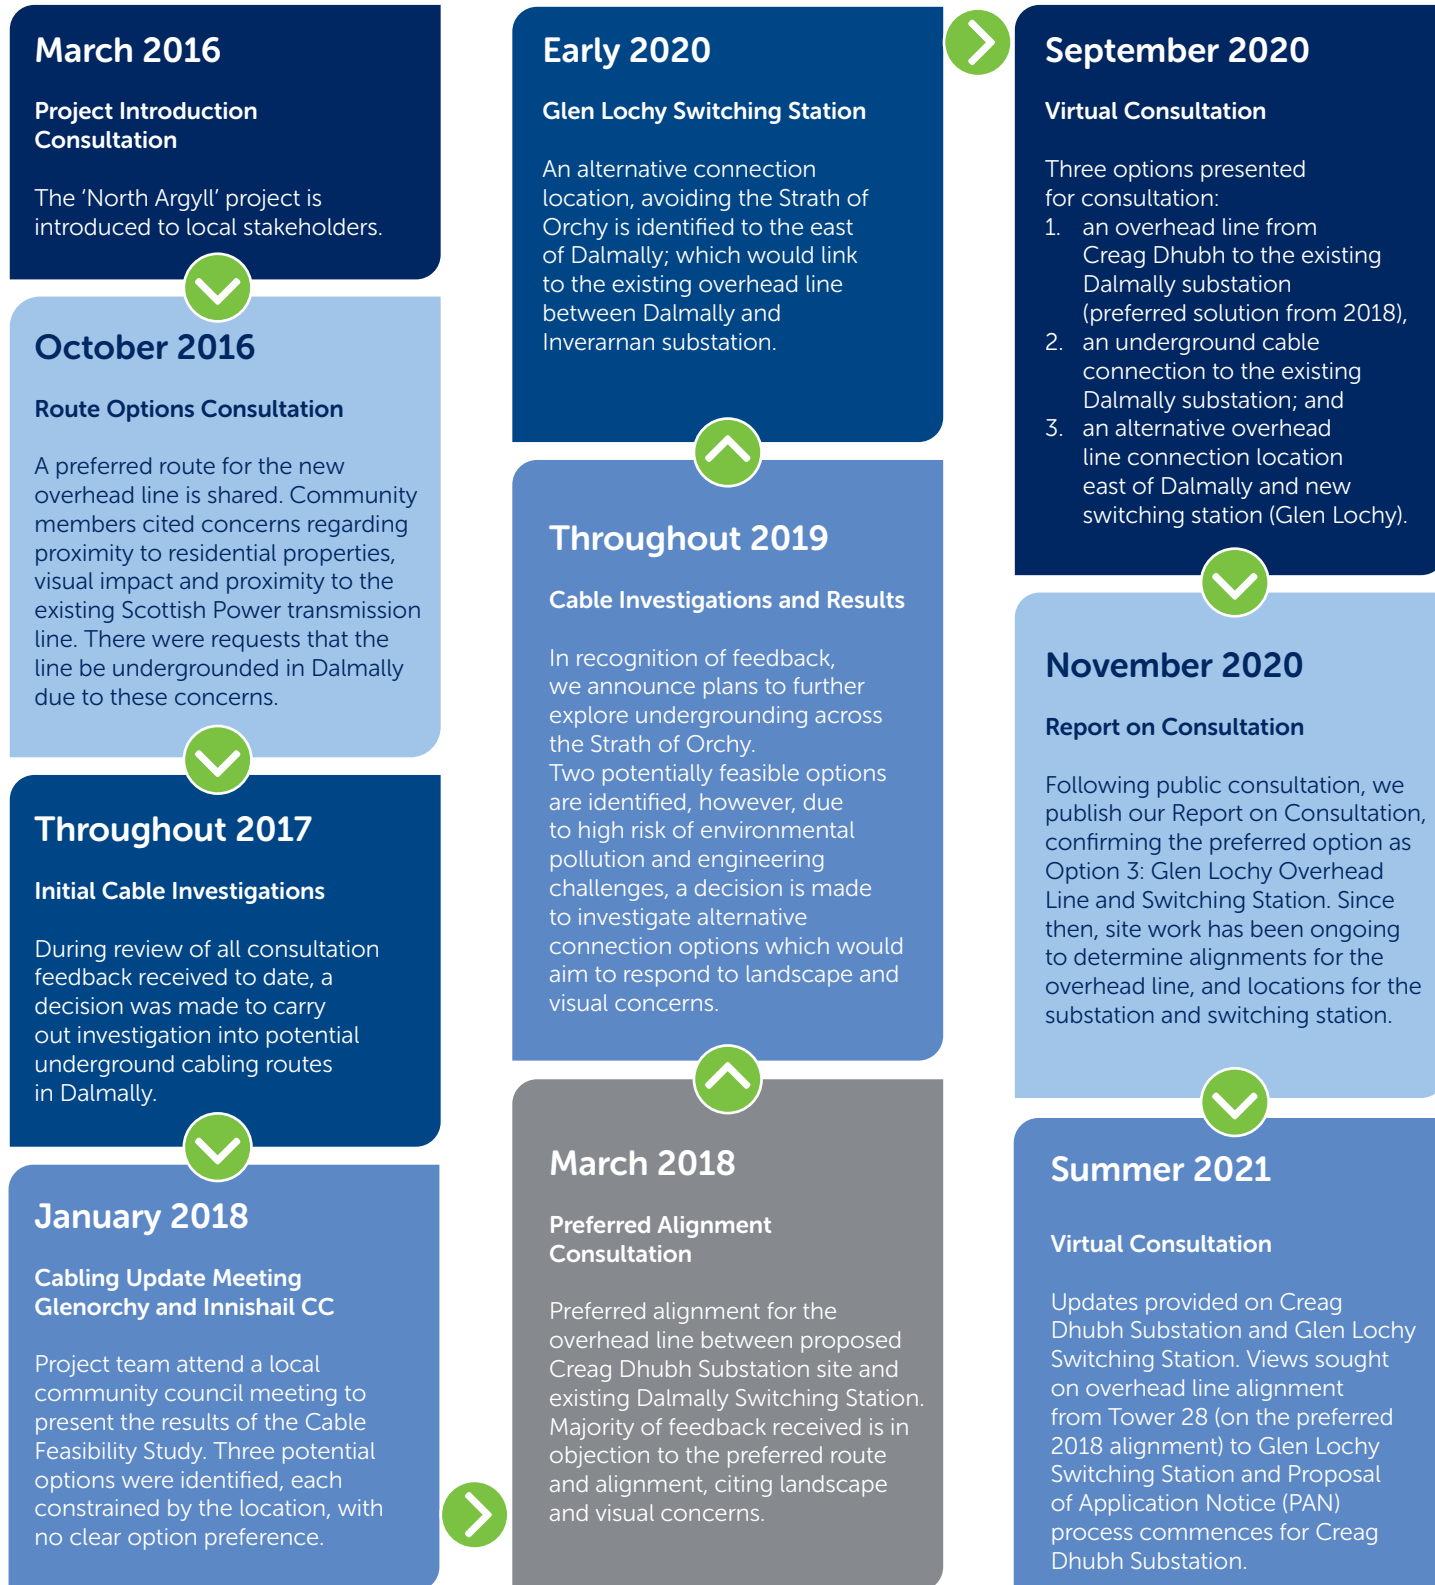 March 2016
Project Introduction
Consultation
The ‘North Argyll’ project is
introduced to local stakeholders.
October 2016
Route Options Consultation
A preferred route for the new
overhead line is shared. Community
members cited concerns regarding
proximity to residential properties,
visual impact and proximity to the
existing Scottish Power transmission
line. There were requests that the
line be undergrounded in Dalmally
due to these concerns.
Throughout 2017
Initial Cable Investigations
During review of all consultation
feedback received to date, a
decision was made to carry
out investigation into potential
underground cabling routes
in Dalmally.
January 2018
Cabling Update Meeting
Glenorchy and Innishail CC
Project team attend a local
community council meeting to
present the results of the Cable
Feasibility Study. Three potential
options were identified, each
constrained by the location, with
no clear option preference.
March 2018
Preferred Alignment
Consultation
Preferred alignment for the
overhead line between proposed
Creag Dhubh Substation site and
existing Dalmally Switching Station.
Majority of feedback received is in
objection to the preferred route
and alignment, citing landscape
and visual concerns.
Throughout 2019
Cable Investigations and Results
In recognition of feedback,
we announce plans to further
explore undergrounding across
the Strath of Orchy.
Two potentially feasible options
are identified, however, due
to high risk of environmental
pollution and engineering
challenges, a decision is made
to investigate alternative
connection options which would
aim to respond to landscape and
visual concerns.
Early 2020
Glen Lochy Switching Station
An alternative connection
location, avoiding the Strath of
Orchy is identified to the east
of Dalmally; which would link
to the existing overhead line
between Dalmally and
Inverarnan substation.
September 2020
Virtual Consultation
Three options presented
for consultation:
1. an overhead line from
Creag Dhubh to the existing
Dalmally substation
(preferred solution from 2018),
2. an underground cable
connection to the existing
Dalmally substation; and
3. an alternative overhead
line connection location
east of Dalmally and new
switching station (Glen Lochy).
November 2020
Report on Consultation
Following public consultation, we
publish our Report on Consultation,
confirming the preferred option as
Option 3: Glen Lochy Overhead
Line and Switching Station. Since
then, site work has been ongoing
to determine alignments for the
overhead line, and locations for the
substation and switching station.
Summer 2021
Virtual Consultation
Updates provided on Creag
Dhubh Substation and Glen Lochy
Switching Station. Views sought
on overhead line alignment
from Tower 28 (on the preferred
2018 alignment) to Glen Lochy
Switching Station and Proposal
of Application Notice (PAN)
process commences for Creag
Dhubh Substation.